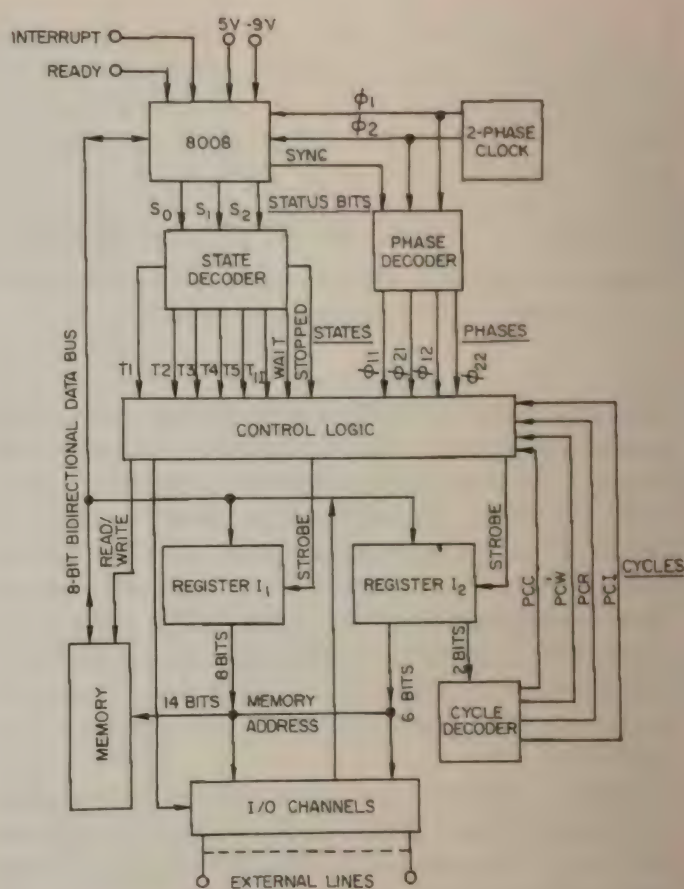 5V -9V
INTERRUPT
READY
ϕ1
ϕ2
8008
2-PHASE
CLOCK
SYNC
S0 S1 S2
STATUS BITS
STATE
DECODER
PHASE
DECODER
T1 T2 T3 T4 T5 T1I WAIT STOPPED
STATES
ϕ11 ϕ21 ϕ12 ϕ22
PHASES
CONTROL LOGIC
8-BIT BIDIRECTIONAL DATA BUS
READ/
WRITE
STROBE
STROBE
REGISTER I1
REGISTER I2
PCC PCW PCR PCI
CYCLES
8 BITS
6 BITS
2 BITS
MEMORY
14 BITS MEMORY
ADDRESS
CYCLE
DECODER
I/O CHANNELS
EXTERNAL LINES